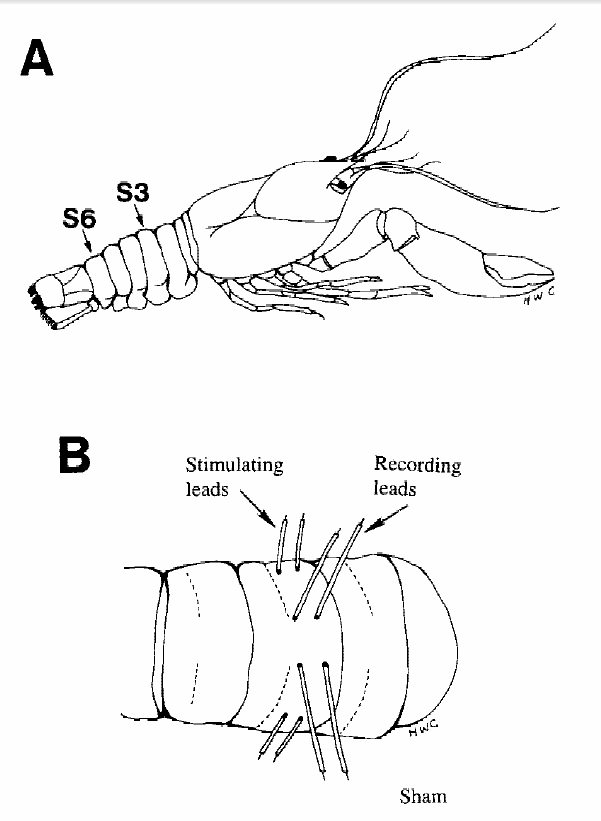 A
S3
S6
HWC
B
Stimulating
leads
Recording
leads
HWC
Sham